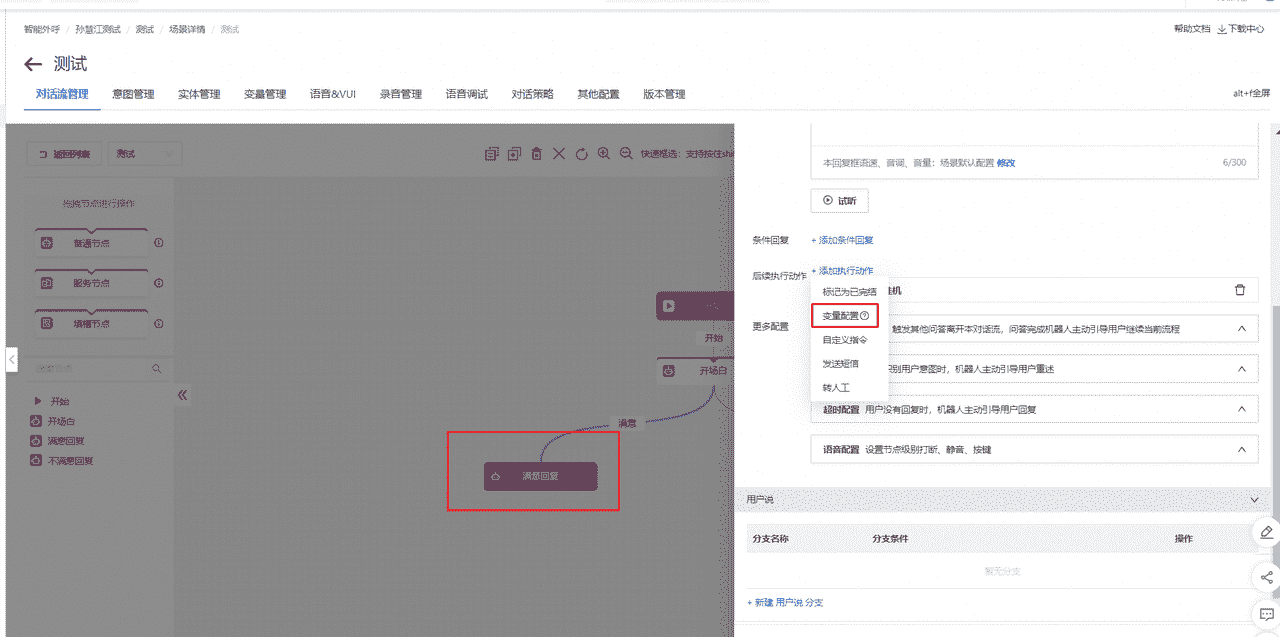 智能外呼 / 孙慧江测试 / 测试 / 场景详情 / 测试
帮助文档 下载中心
测试
对话流管理 意图管理 实体管理 变量管理 语音&VUI 录音管理 语音调试 对话策略 其他配置 版本管理
alt+f全屏
返回列表 测试
快速框选：支持按住shi
拖拽节点进行操作
普通节点
服务节点
填槽节点
开始
开场白
满意回复
不满意回复
开始
开场白
满意
满意回复
本回复框语速、音调、音量：场景默认配置 修改
6/300
试听
条件回复 + 添加条件回复
后续执行动作 + 添加执行动作
标记为已完结
挂机
变量配置
更多配置
触发其他问答离开本对话流，问答完成机器人主动引导用户继续当前流程
自定义指令
发送短信
别用户意图时，机器人主动引导用户重述
转人工
超时配置 用户没有回复时，机器人主动引导用户回复
语音配置 设置节点级别打断、静音、按键
用户说
分支名称 分支条件 操作
暂无分支
+ 新建 用户说 分支